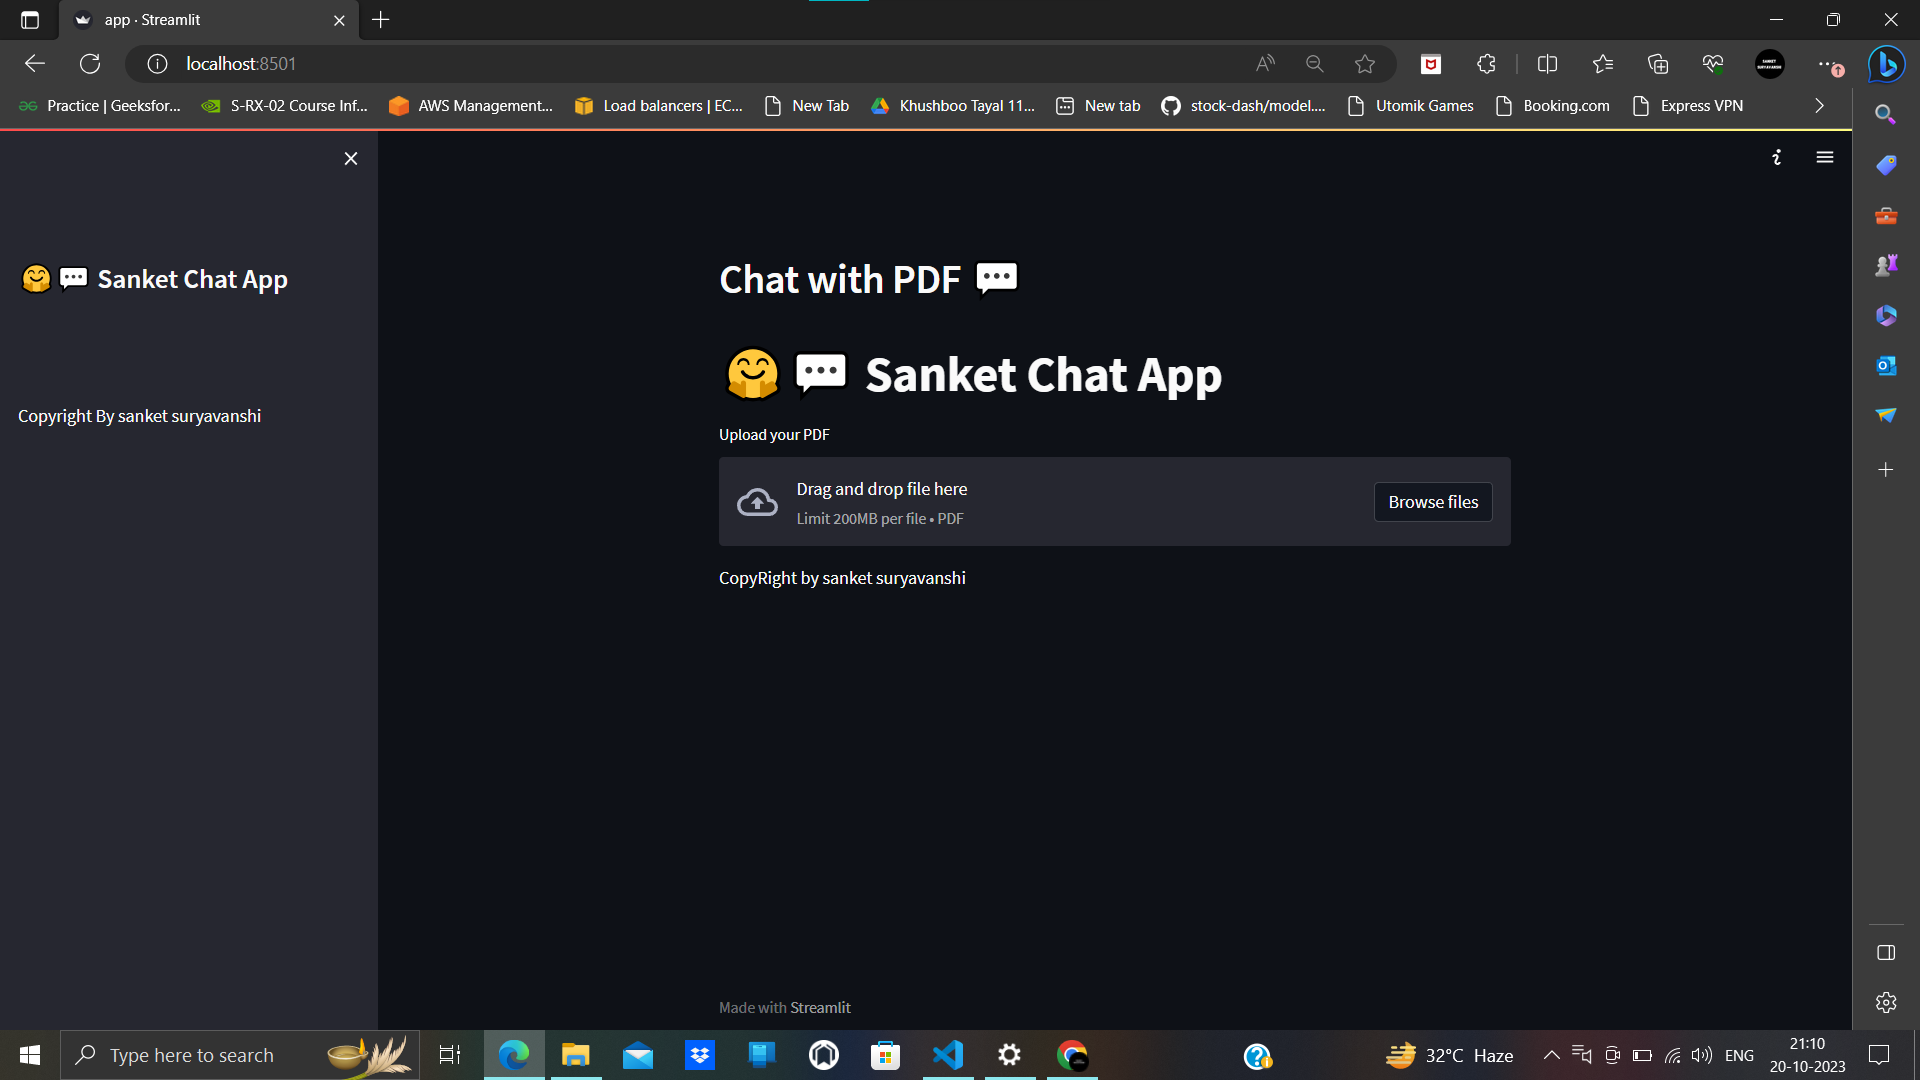 app · Streamlit
localhost:8501
Practice | Geeksfor...
S-RX-02 Course Inf...
AWS Management...
Load balancers | EC...
New Tab
Khushboo Tayal 11...
New tab
stock-dash/model....
Utomik Games
Booking.com
Express VPN
🤗💬 Sanket Chat App
Copyright By sanket suryavanshi
Chat with PDF 💬
🤗💬 Sanket Chat App
Upload your PDF
Drag and drop file here
Limit 200MB per file • PDF
Browse files
CopyRight by sanket suryavanshi
Made with Streamlit
Type here to search
32°C Haze
ENG
21:10
20-10-2023